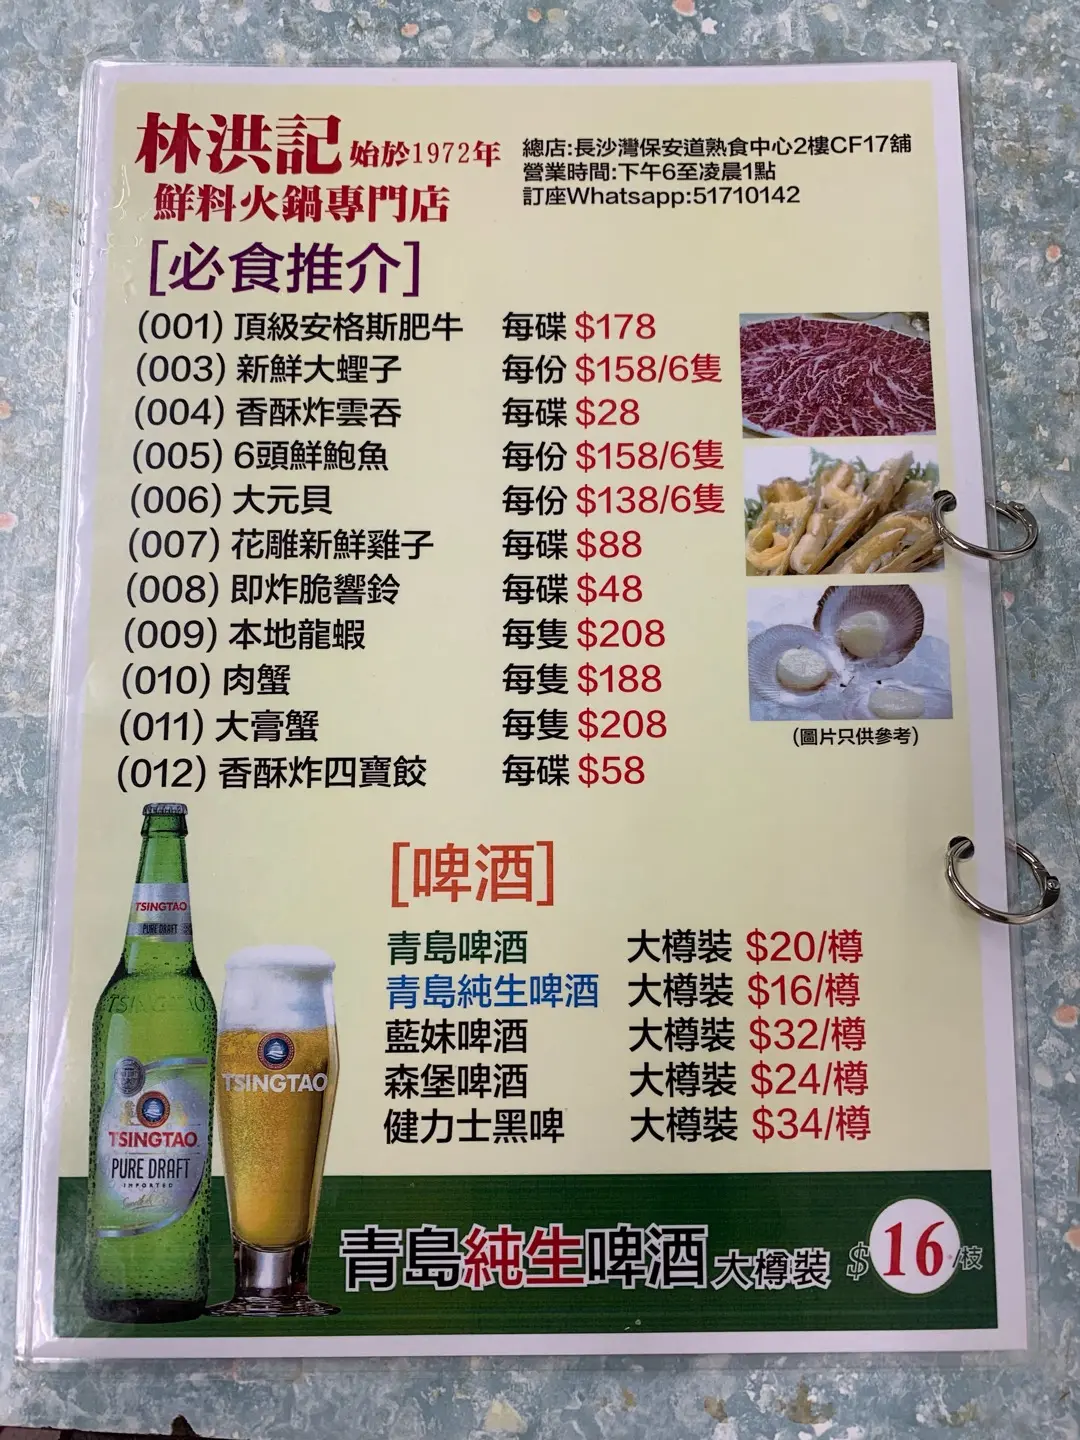 林洪記 始於1972年
鮮料火鍋專門店
總店:長沙灣保安道熟食中心2樓CF17舖
營業時間:下午6至凌晨1點
訂座Whatsapp:51710142
[必食推介]
(001) 頂級安格斯肥牛 每碟 $178
(003) 新鮮大蟶子 每份 $158/6隻
(004) 香酥炸雲吞 每碟 $28
(005) 6頭鮮鮑魚 每份 $158/6隻
(006) 大元貝 每份 $138/6隻
(007) 花雕新鮮雞子 每碟 $88
(008) 即炸脆響鈴 每碟 $48
(009) 本地龍蝦 每隻 $208
(010) 肉蟹 每隻 $188
(011) 大膏蟹 每隻 $208
(012) 香酥炸四寶餃 每碟 $58
(圖片只供參考)
[啤酒]
青島啤酒 大樽裝 $20/樽
青島純生啤酒 大樽裝 $16/樽
藍妹啤酒 大樽裝 $32/樽
森堡啤酒 大樽裝 $24/樽
健力士黑啤 大樽裝 $34/樽
TSINGTAO
PURE DRAFT
TSINGTAO
TSINGTAO
PURE DRAFT
IMPORTED
TSINGTAO
青島純生啤酒 大樽裝 $16/枝